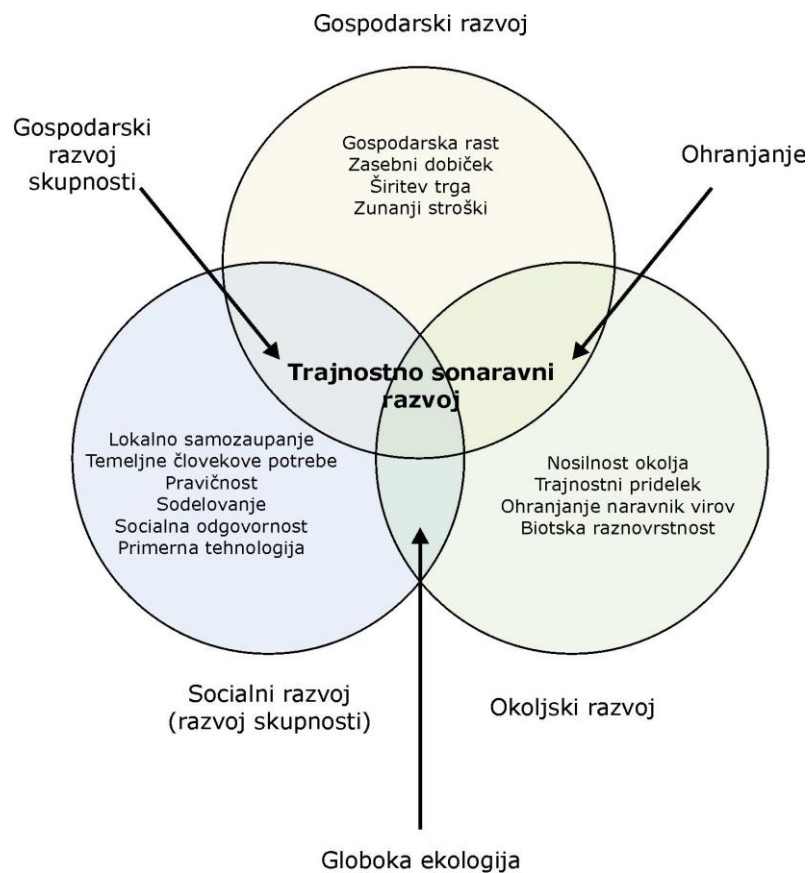 Gospodarski razvoj
Gospodarski
razvoj
skupnosti
Ohranjanje
Gospodarska rast
Zasebni dobiček
Širitev trga
Zunanji stroški
Trajnostno sonaravni
razvoj
Lokalno samozaupanje
Temeljne človekove potrebe
Pravičnost
Sodelovanje
Socialna odgovornost
Primerna tehnologija
Nosilnost okolja
Trajnostni pridelek
Ohranjanje naravnik virov
Biotska raznovrstnost
Socialni razvoj
(razvoj skupnosti)
Okoljski razvoj
Globoka ekologija